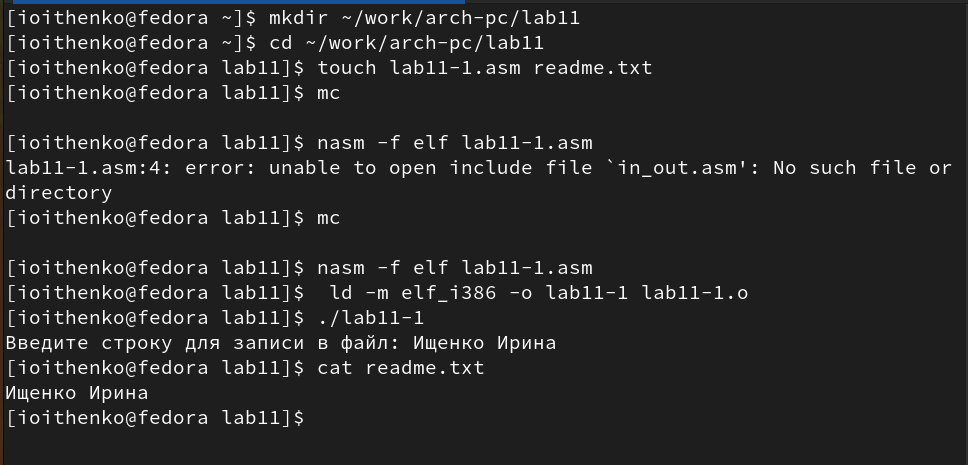 [ioithenko@fedora ~]$ mkdir ~/work/arch-pc/lab11
[ioithenko@fedora ~]$ cd ~/work/arch-pc/lab11
[ioithenko@fedora lab11]$ touch lab11-1.asm readme.txt
[ioithenko@fedora lab11]$ mc
[ioithenko@fedora lab11]$ nasm -f elf lab11-1.asm
lab11-1.asm:4: error: unable to open include file `in_out.asm': No such file or
directory
[ioithenko@fedora lab11]$ mc
[ioithenko@fedora lab11]$ nasm -f elf lab11-1.asm
[ioithenko@fedora lab11]$  ld -m elf_i386 -o lab11-1 lab11-1.o
[ioithenko@fedora lab11]$ ./lab11-1
Введите строку для записи в файл: Ищенко Ирина
[ioithenko@fedora lab11]$ cat readme.txt
Ищенко Ирина
[ioithenko@fedora lab11]$